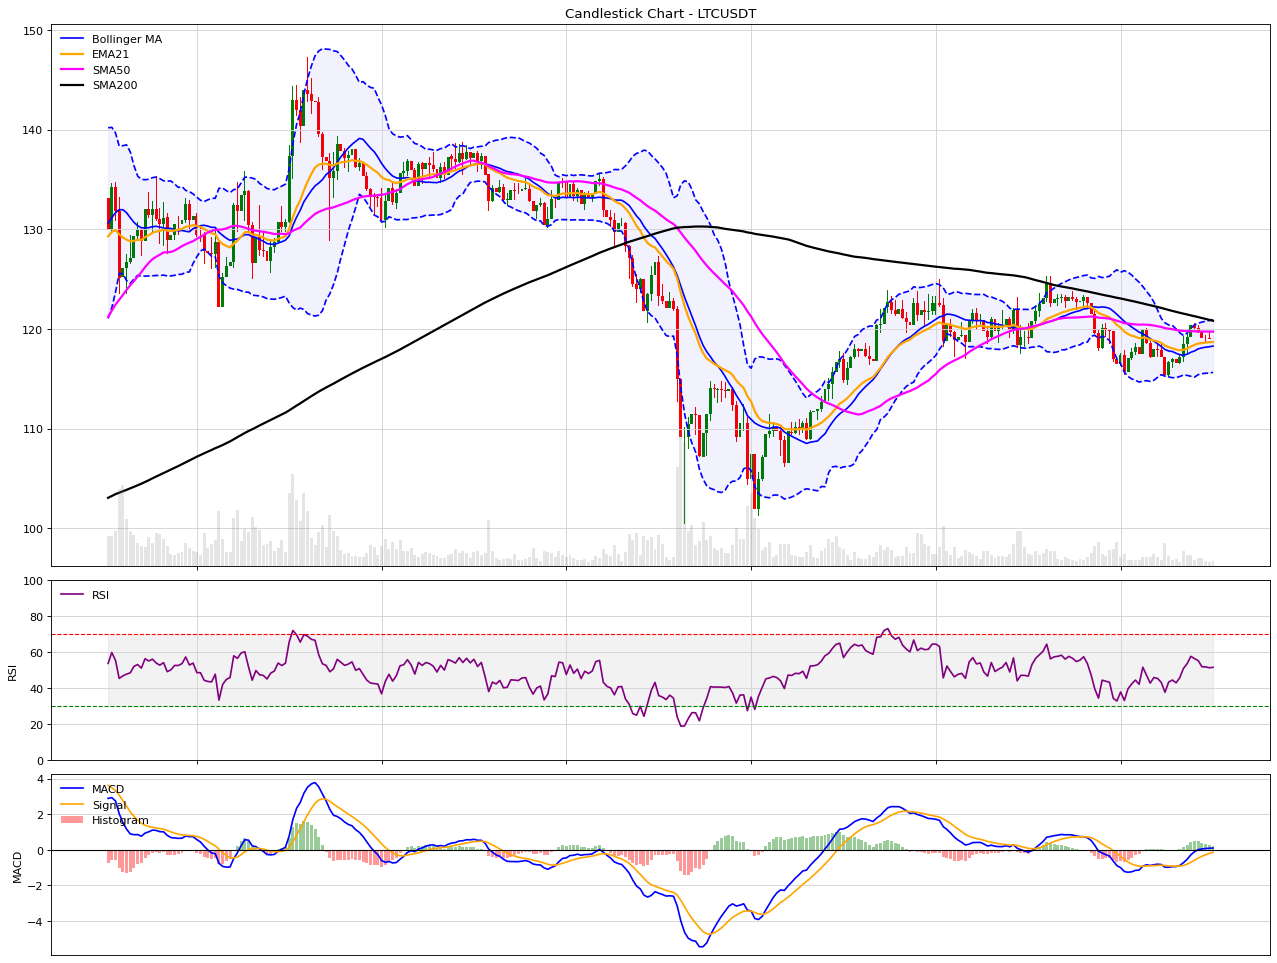 Candlestick Chart - LTCUSDT
150
140
130
120
110
100
Bollinger MA
EMA21
SMA50
SMA200
100
80
60
40
20
0
RSI
RSI
4
2
0
−2
−4
MACD
MACD
Signal
Histogram